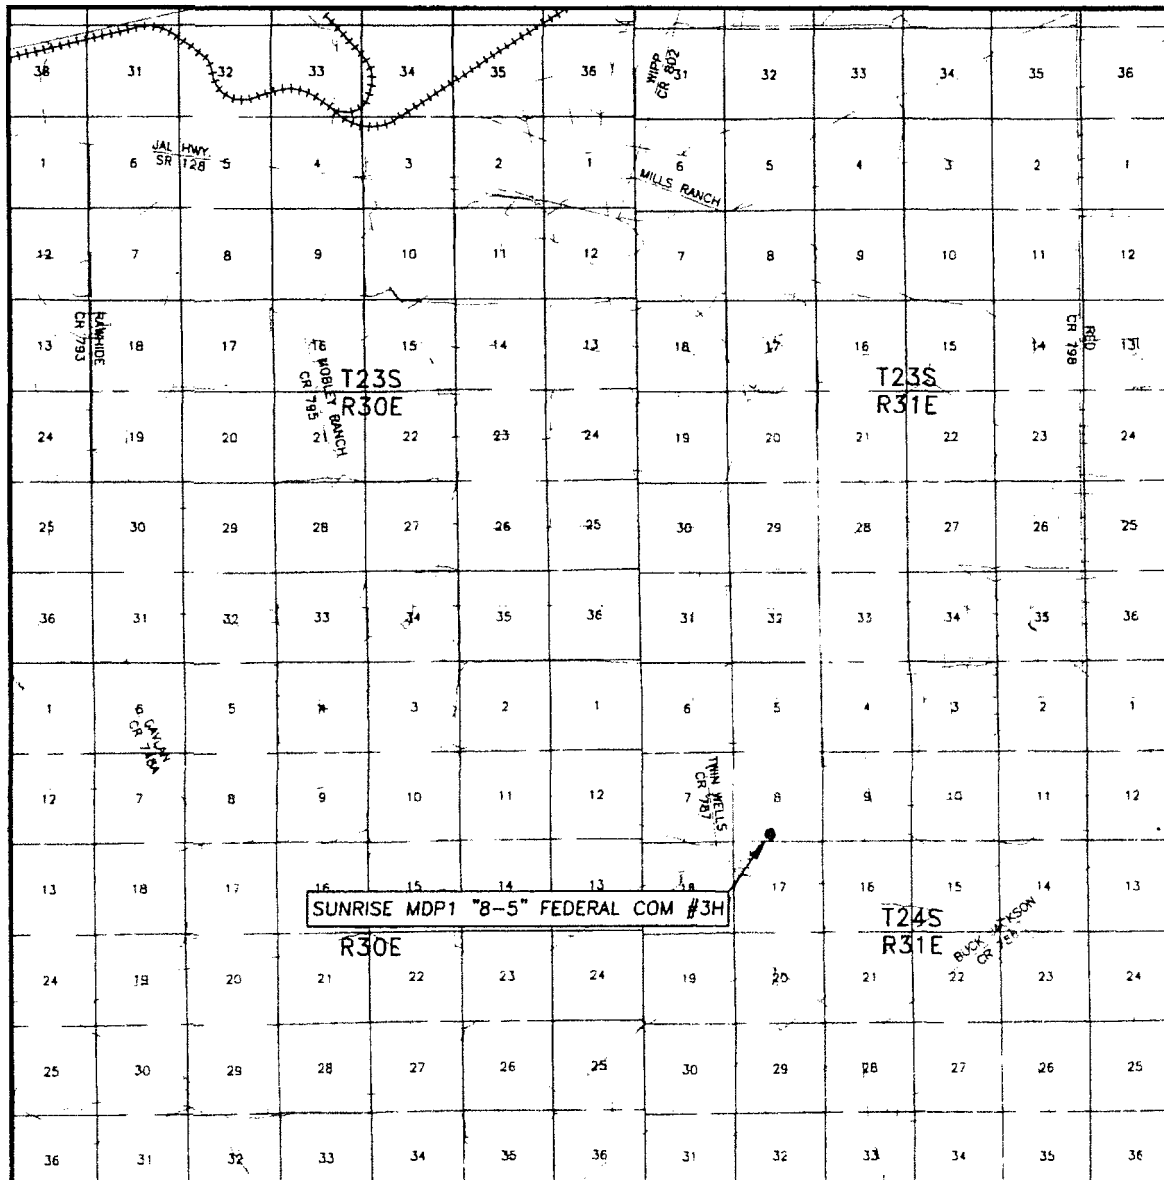 36 31 32 33 34 35 36 31 32 33 34 35 36
WIPP
CR 802
1 6 5 4 3 2 1 6 5 4 3 2 1
JAL HWY
SR 128
MILLS RANCH
12 7 8 9 10 11 12 7 8 9 10 11 12
13 18 17 16 15 14 13 18 17 16 15 14 13
RAWHIDE
CR 793
RED
CR 798
MOBLEY RANCH
CR 795
T23S
R30E
T23S
R31E
24 19 20 21 22 23 24 19 20 21 22 23 24
25 30 29 28 27 26 25 30 29 28 27 26 25
36 31 32 33 34 35 36 31 32 33 34 35 36
1 6 5 4 3 2 1 6 5 4 3 2 1
CR 748A
12 7 8 9 10 11 12 7 8 9 10 11 12
TWIN WELLS
CR 787
13 18 17 16 15 14 13 18 17 16 15 14 13
SUNRISE MDP1 "8-5" FEDERAL COM #3H
R30E
T24S
R31E
BUCK JACKSON
CR
24 19 20 21 22 23 24 19 20 21 22 23 24
25 30 29 28 27 26 25 30 29 28 27 26 25
36 31 32 33 34 35 36 31 32 33 34 35 36